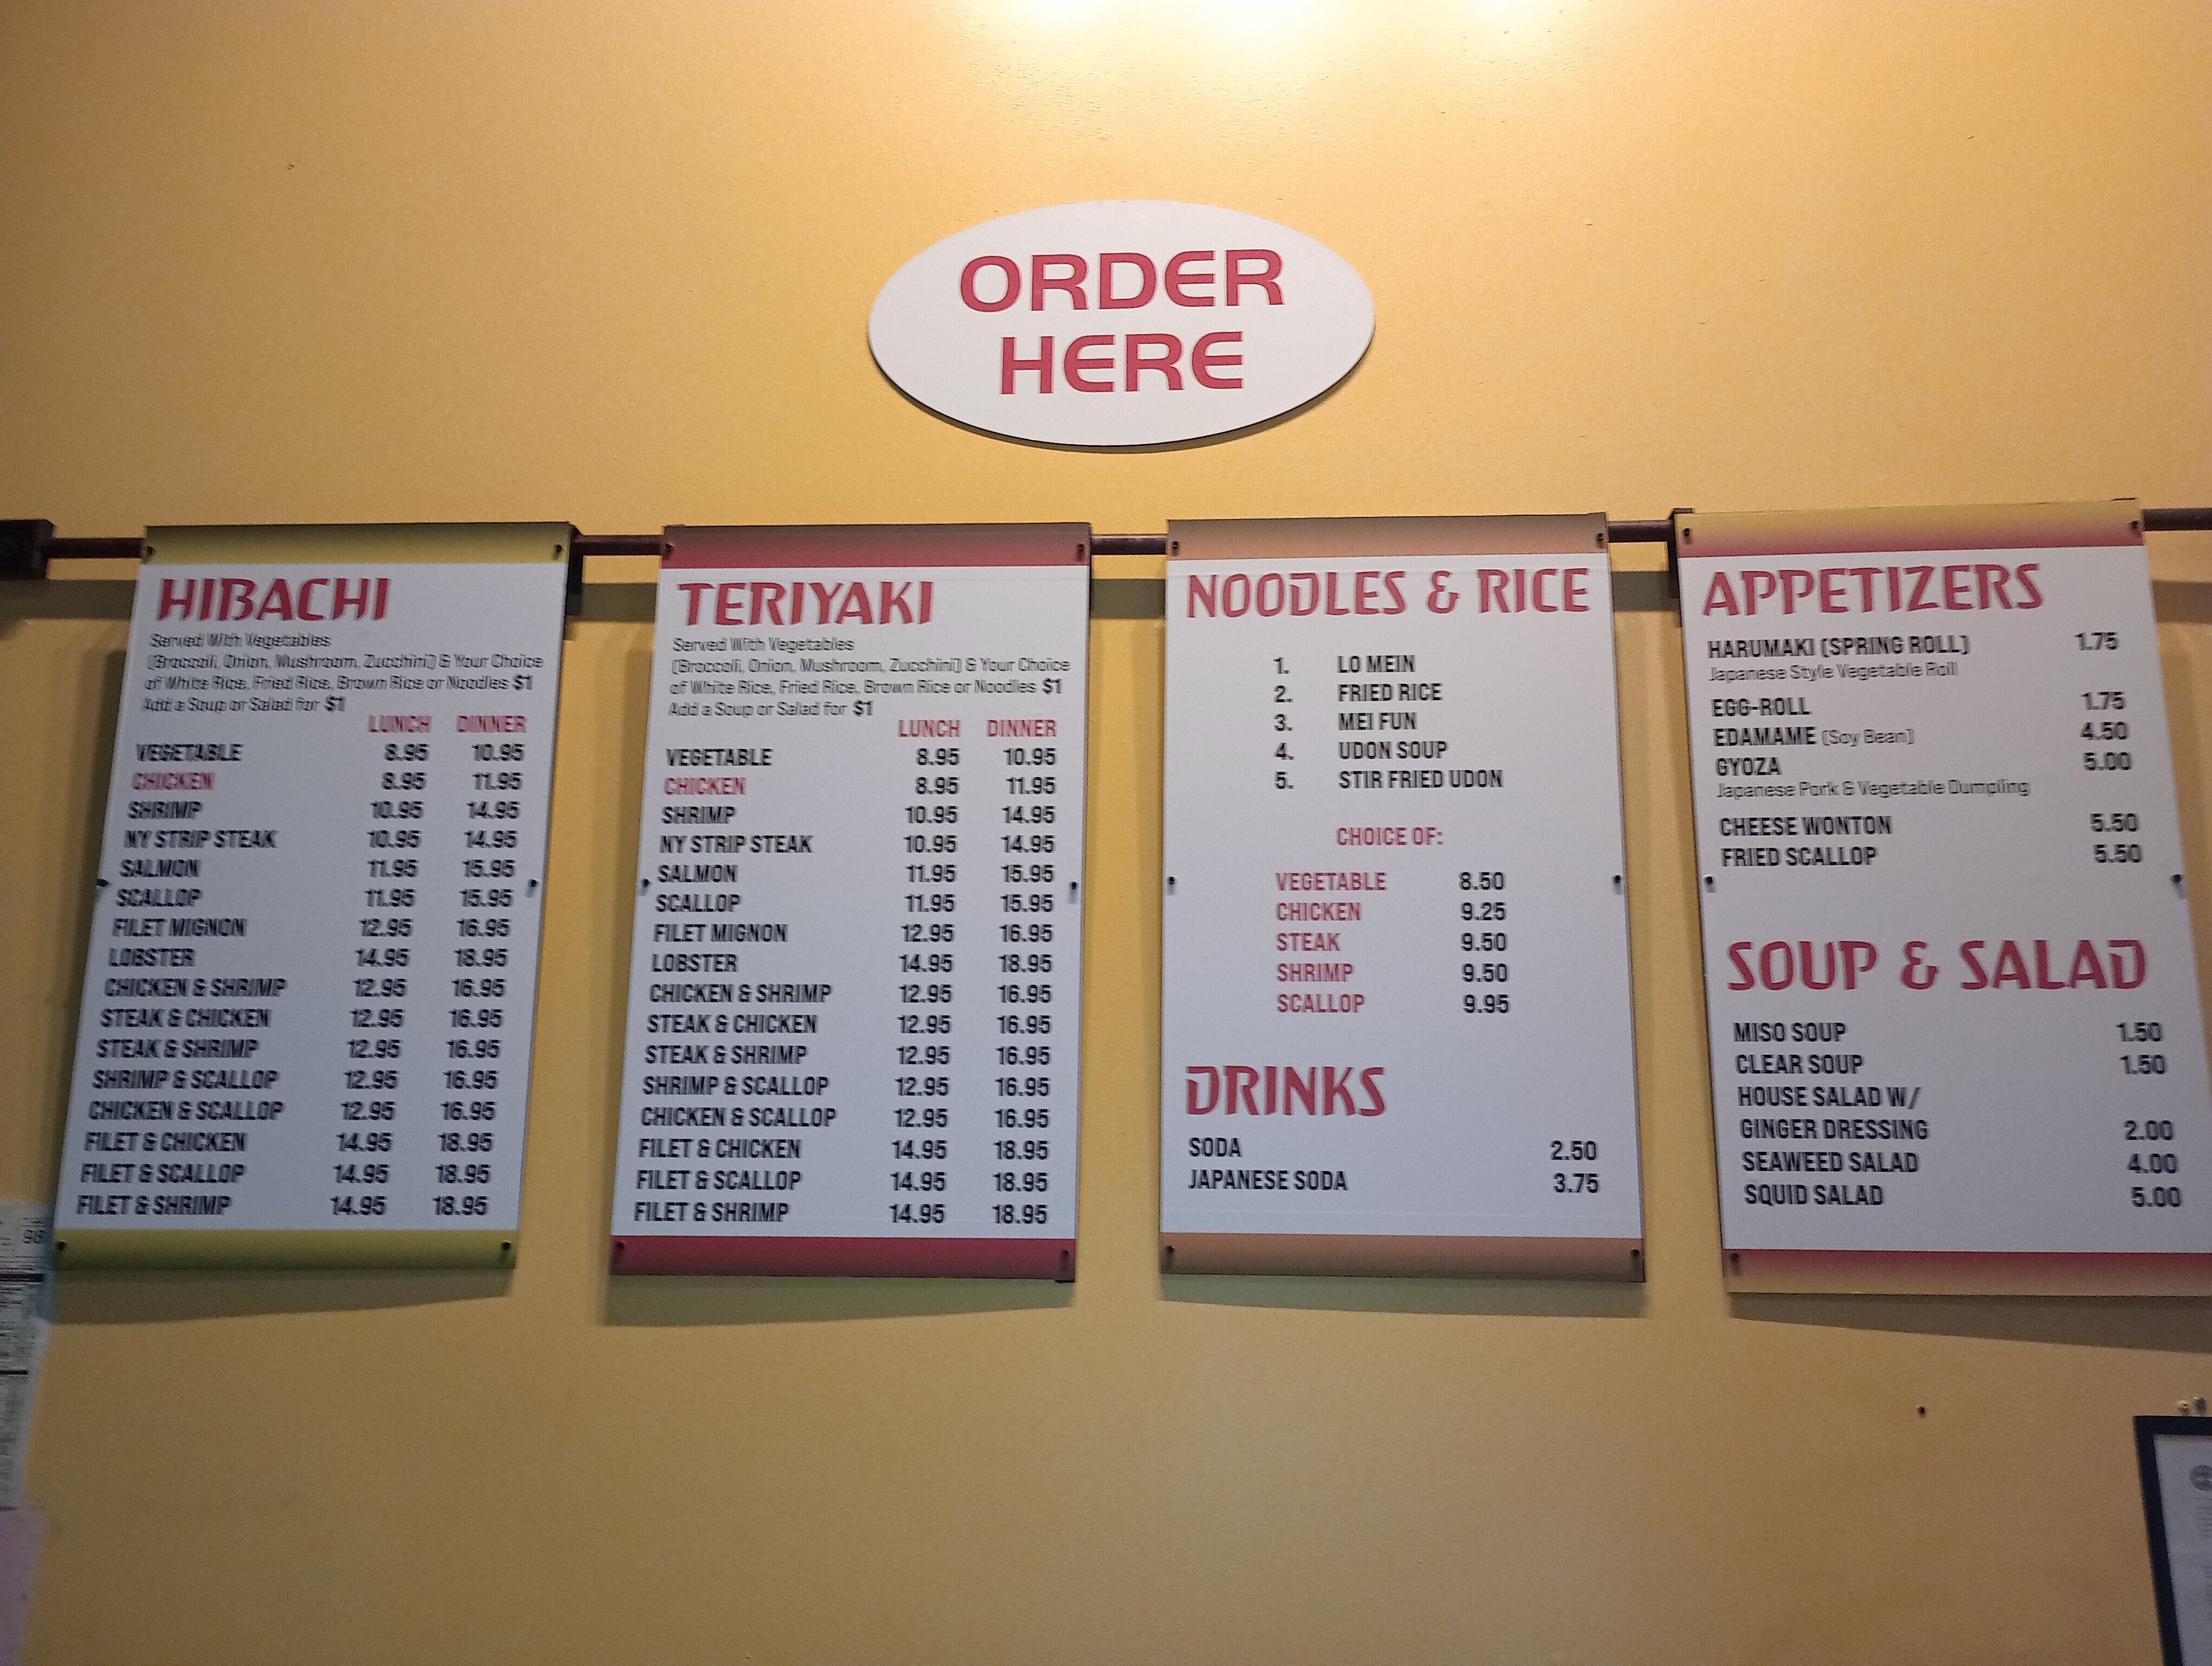 ORDER
HERE
HIBACHI
Served With Vegetables
(Broccoli, Onion, Mushroom, Zucchini) & Your Choice
of White Rice, Fried Rice, Brown Rice or Noodles $1
Add a Soup or Salad for $1
LUNCH DINNER
VEGETABLE 8.95 10.95
CHICKEN 8.95 11.95
SHRIMP 10.95 14.95
NY STRIP STEAK 10.95 14.95
SALMON 11.95 15.95
SCALLOP 11.95 15.95
FILET MIGNON 12.95 16.95
LOBSTER 14.95 18.95
CHICKEN & SHRIMP 12.95 16.95
STEAK & CHICKEN 12.95 16.95
STEAK & SHRIMP 12.95 16.95
SHRIMP & SCALLOP 12.95 16.95
CHICKEN & SCALLOP 12.95 16.95
FILET & CHICKEN 14.95 18.95
FILET & SCALLOP 14.95 18.95
FILET & SHRIMP 14.95 18.95
TERIYAKI
Served With Vegetables
(Broccoli, Onion, Mushroom, Zucchini) & Your Choice
of White Rice, Fried Rice, Brown Rice or Noodles $1
Add a Soup or Salad for $1
LUNCH DINNER
VEGETABLE 8.95 10.95
CHICKEN 8.95 11.95
SHRIMP 10.95 14.95
NY STRIP STEAK 10.95 14.95
SALMON 11.95 15.95
SCALLOP 11.95 15.95
FILET MIGNON 12.95 16.95
LOBSTER 14.95 18.95
CHICKEN & SHRIMP 12.95 16.95
STEAK & CHICKEN 12.95 16.95
STEAK & SHRIMP 12.95 16.95
SHRIMP & SCALLOP 12.95 16.95
CHICKEN & SCALLOP 12.95 16.95
FILET & CHICKEN 14.95 18.95
FILET & SCALLOP 14.95 18.95
FILET & SHRIMP 14.95 18.95
NOODLES & RICE
1. LO MEIN
2. FRIED RICE
3. MEI FUN
4. UDON SOUP
5. STIR FRIED UDON
CHOICE OF:
VEGETABLE 8.50
CHICKEN 9.25
STEAK 9.50
SHRIMP 9.50
SCALLOP 9.95
DRINKS
SODA 2.50
JAPANESE SODA 3.75
APPETIZERS
HARUMAKI (SPRING ROLL) 1.75
Japanese Style Vegetable Roll
EGG-ROLL 1.75
EDAMAME (Soy Bean) 4.50
GYOZA 5.00
Japanese Pork & Vegetable Dumpling
CHEESE WONTON 5.50
FRIED SCALLOP 5.50
SOUP & SALAD
MISO SOUP 1.50
CLEAR SOUP 1.50
HOUSE SALAD W/
GINGER DRESSING 2.00
SEAWEED SALAD 4.00
SQUID SALAD 5.00
98